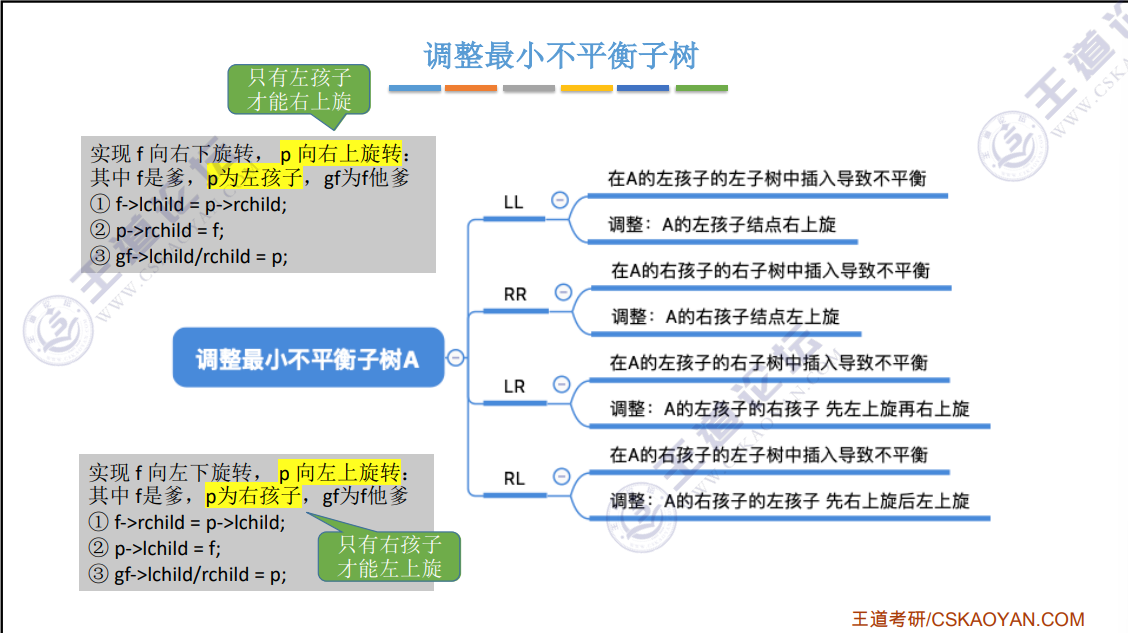 调整最小不平衡子树
只有左孩子
才能右上旋
实现 f 向右下旋转， p 向右上旋转：
其中 f是爹，p为左孩子，gf为f他爹
① f->lchild = p->rchild;
② p->rchild = f;
③ gf->lchild/rchild = p;
调整最小不平衡子树A
LL
在A的左孩子的左子树中插入导致不平衡
调整：A的左孩子结点右上旋
RR
在A的右孩子的右子树中插入导致不平衡
调整：A的右孩子结点左上旋
LR
在A的左孩子的右子树中插入导致不平衡
调整：A的左孩子的右孩子 先左上旋再右上旋
RL
在A的右孩子的左子树中插入导致不平衡
调整：A的右孩子的左孩子 先右上旋后左上旋
实现 f 向左下旋转， p 向左上旋转：
其中 f是爹，p为右孩子，gf为f他爹
① f->rchild = p->lchild;
② p->lchild = f;
③ gf->lchild/rchild = p;
只有右孩子
才能左上旋
王道考研/CSKAOYAN.COM